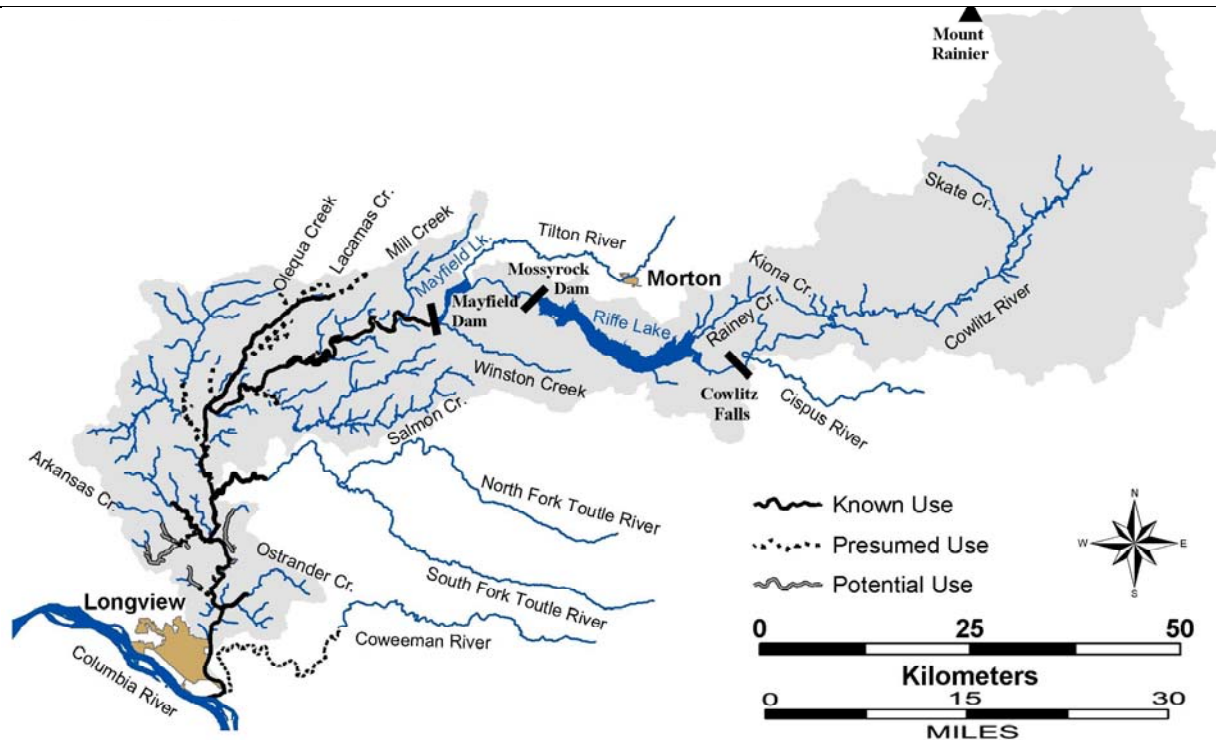 Mount
Rainier
Skate Cr.
Olequa Creek
Lacamas Cr.
Mill Creek
Mayfield Lk.
Tilton River
Morton
Kiona Cr.
Mossyrock
Dam
Mayfield
Dam
Riffe Lake
Rainey Cr.
Cowlitz River
Winston Creek
Cowlitz
Falls
Cispus River
Salmon Cr.
Arkansas Cr.
North Fork Toutle River
Ostrander Cr.
South Fork Toutle River
Longview
Coweeman River
Columbia River
Known Use
Presumed Use
Potential Use
N
W
E
S
0 25 50
Kilometers
0 15 30
MILES